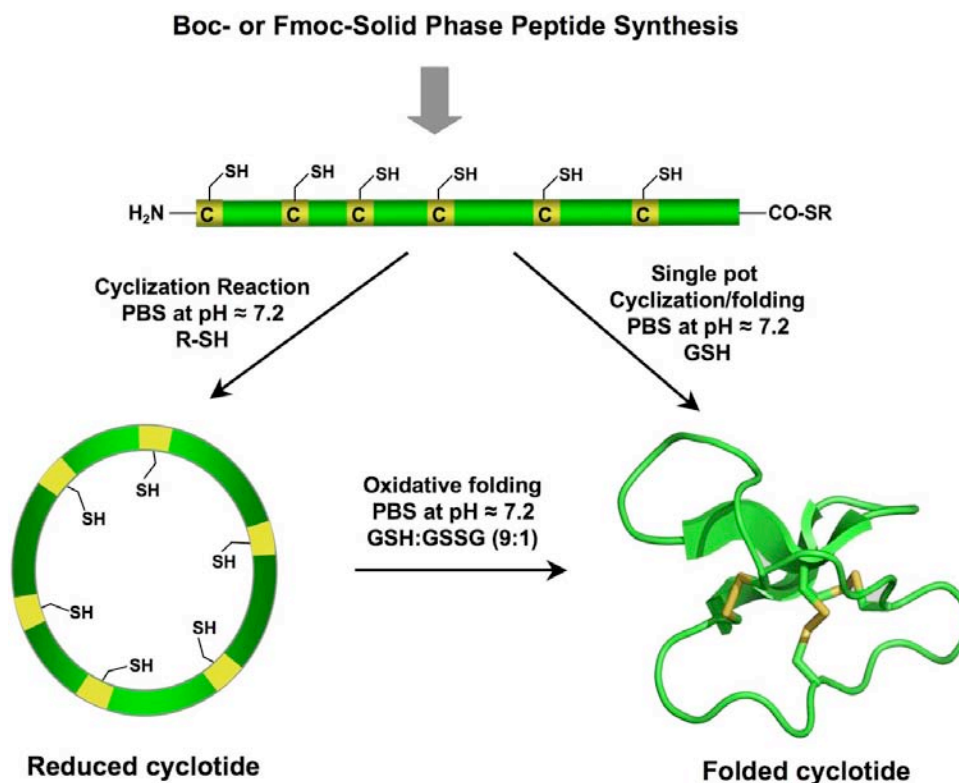 Boc- or Fmoc-Solid Phase Peptide Synthesis
SH
SH
SH
SH
SH
SH
H₂N
C
C
C
C
C
C
CO-SR
Cyclization Reaction
PBS at pH ≈ 7.2
R-SH
Single pot
Cyclization/folding
PBS at pH ≈ 7.2
GSH
SH
SH
SH
SH
SH
SH
Oxidative folding
PBS at pH ≈ 7.2
GSH:GSSG (9:1)
Reduced cyclotide
Folded cyclotide